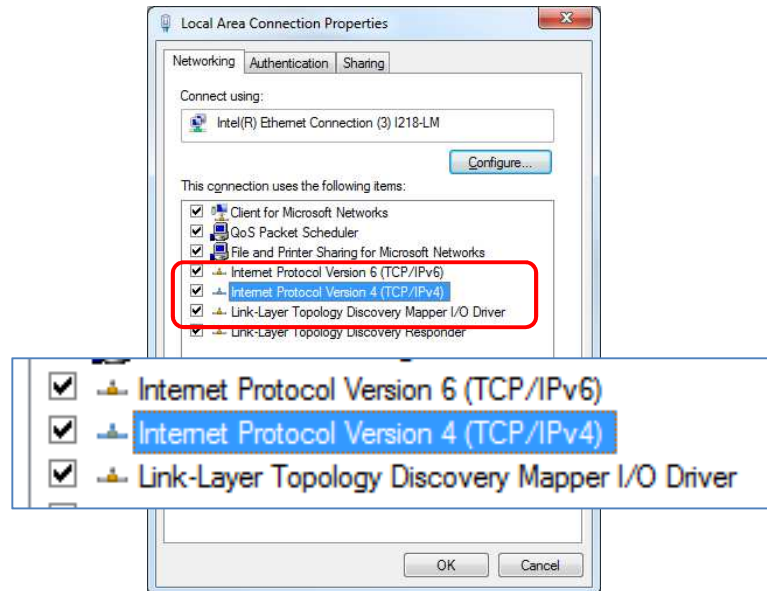 Local Area Connection Properties
Networking Authentication Sharing
Connect using:
Intel(R) Ethernet Connection (3) I218-LM
Configure...
This connection uses the following items:
Client for Microsoft Networks
QoS Packet Scheduler
File and Printer Sharing for Microsoft Networks
Internet Protocol Version 6 (TCP/IPv6)
Internet Protocol Version 4 (TCP/IPv4)
Link-Layer Topology Discovery Mapper I/O Driver
Link-Layer Topology Discovery Responder
Internet Protocol Version 6 (TCP/IPv6)
Internet Protocol Version 4 (TCP/IPv4)
Link-Layer Topology Discovery Mapper I/O Driver
OK Cancel